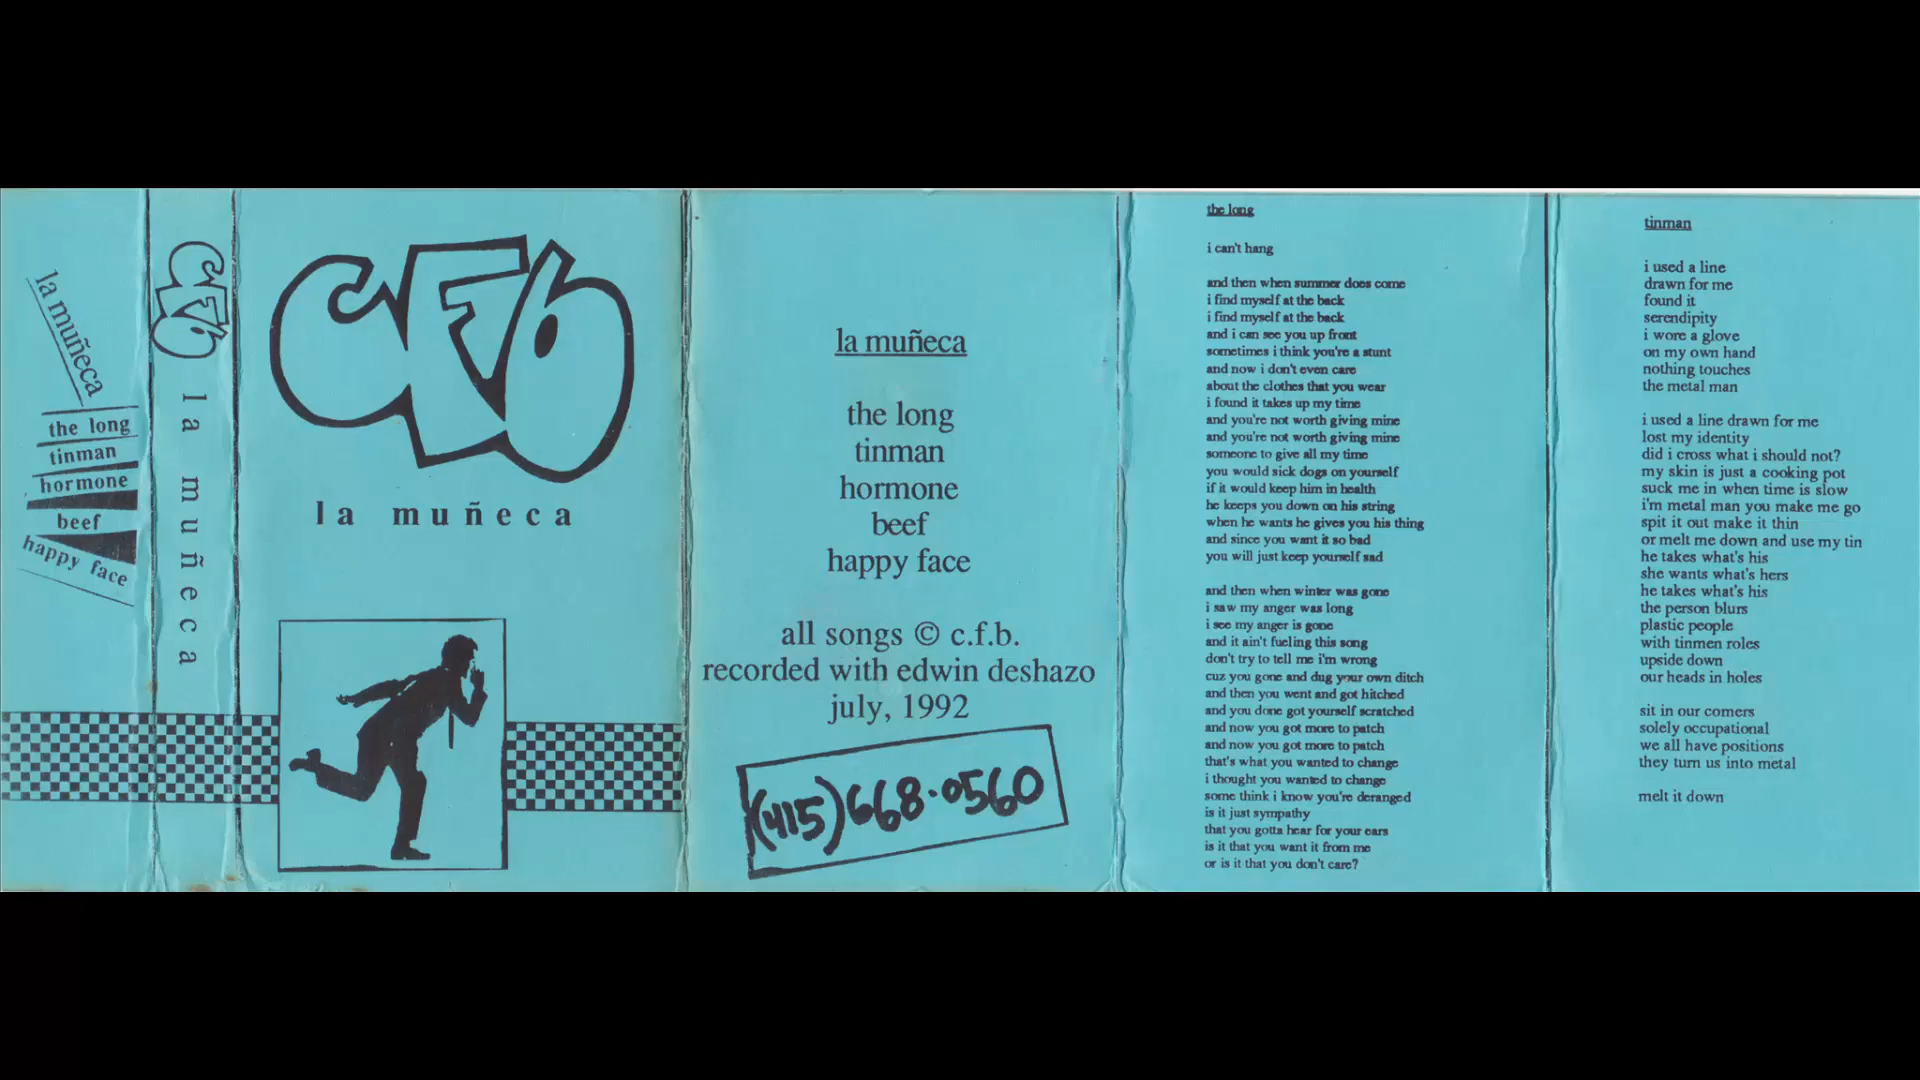 la muñeca
the long
tinman
hormone
beef
happy face
cfb la muñeca
cfb
la muñeca
la muñeca
the long
tinman
hormone
beef
happy face
all songs © c.f.b.
recorded with edwin deshazo
july, 1992
(415) 668-0560
the long
i can't hang
and then when summer does come
i find myself at the back
i find myself at the back
and i can see you up front
sometimes i think you're a stunt
and now i don't even care
about the clothes that you wear
i found it takes up my time
and you're not worth giving mine
and you're not worth giving mine
someone to give all my time
you would sick dogs on yourself
if it would keep him in health
he keeps you down on his string
when he wants he gives you his thing
and since you want it so bad
you will just keep yourself sad
and then when winter was gone
i saw my anger was long
i see my anger is gone
and it ain't fueling this song
don't try to tell me i'm wrong
cuz you gone and dug your own ditch
and then you went and got hitched
and you done got yourself scratched
and now you got more to patch
and now you got more to patch
that's what you wanted to change
i thought you wanted to change
some think i know you're deranged
is it just sympathy
that you gotta hear for your ears
is it that you want it from me
or is it that you don't care?
tinman
i used a line
drawn for me
found it
serendipity
i wore a glove
on my own hand
nothing touches
the metal man
i used a line drawn for me
lost my identity
did i cross what i should not?
my skin is just a cooking pot
suck me in when time is slow
i'm metal man you make me go
spit it out make it thin
or melt me down and use my tin
he takes what's his
she wants what's hers
he takes what's his
the person blurs
plastic people
with tinmen roles
upside down
our heads in holes
sit in our corners
solely occupational
we all have positions
they turn us into metal
melt it down